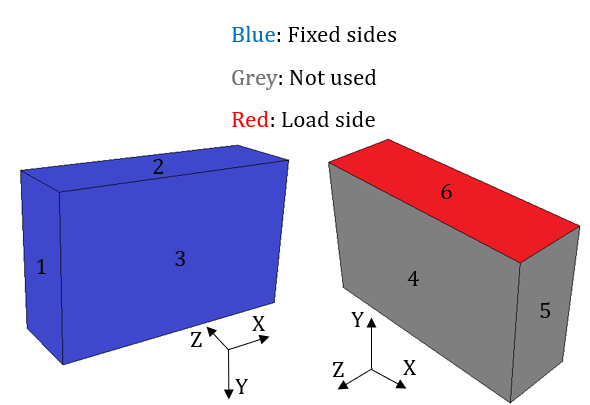 Blue: Fixed sides
Grey: Not used
Red: Load side
2
1
3
6
4
5
Z
X
Y
Y
Z
X